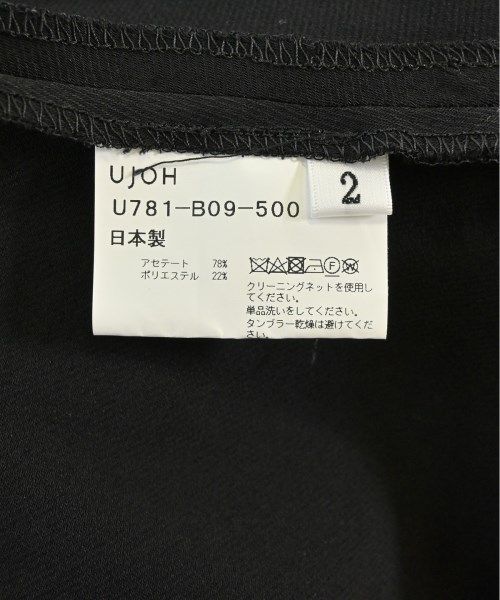 UJOH
2
U781-B09-500
日本製
アセテート 78%
ポリエステル 22%
F
W
クリーニングネットを使用し
てください。
単品洗いをしてください。
タンブラー乾燥は避けてくだ
さい。